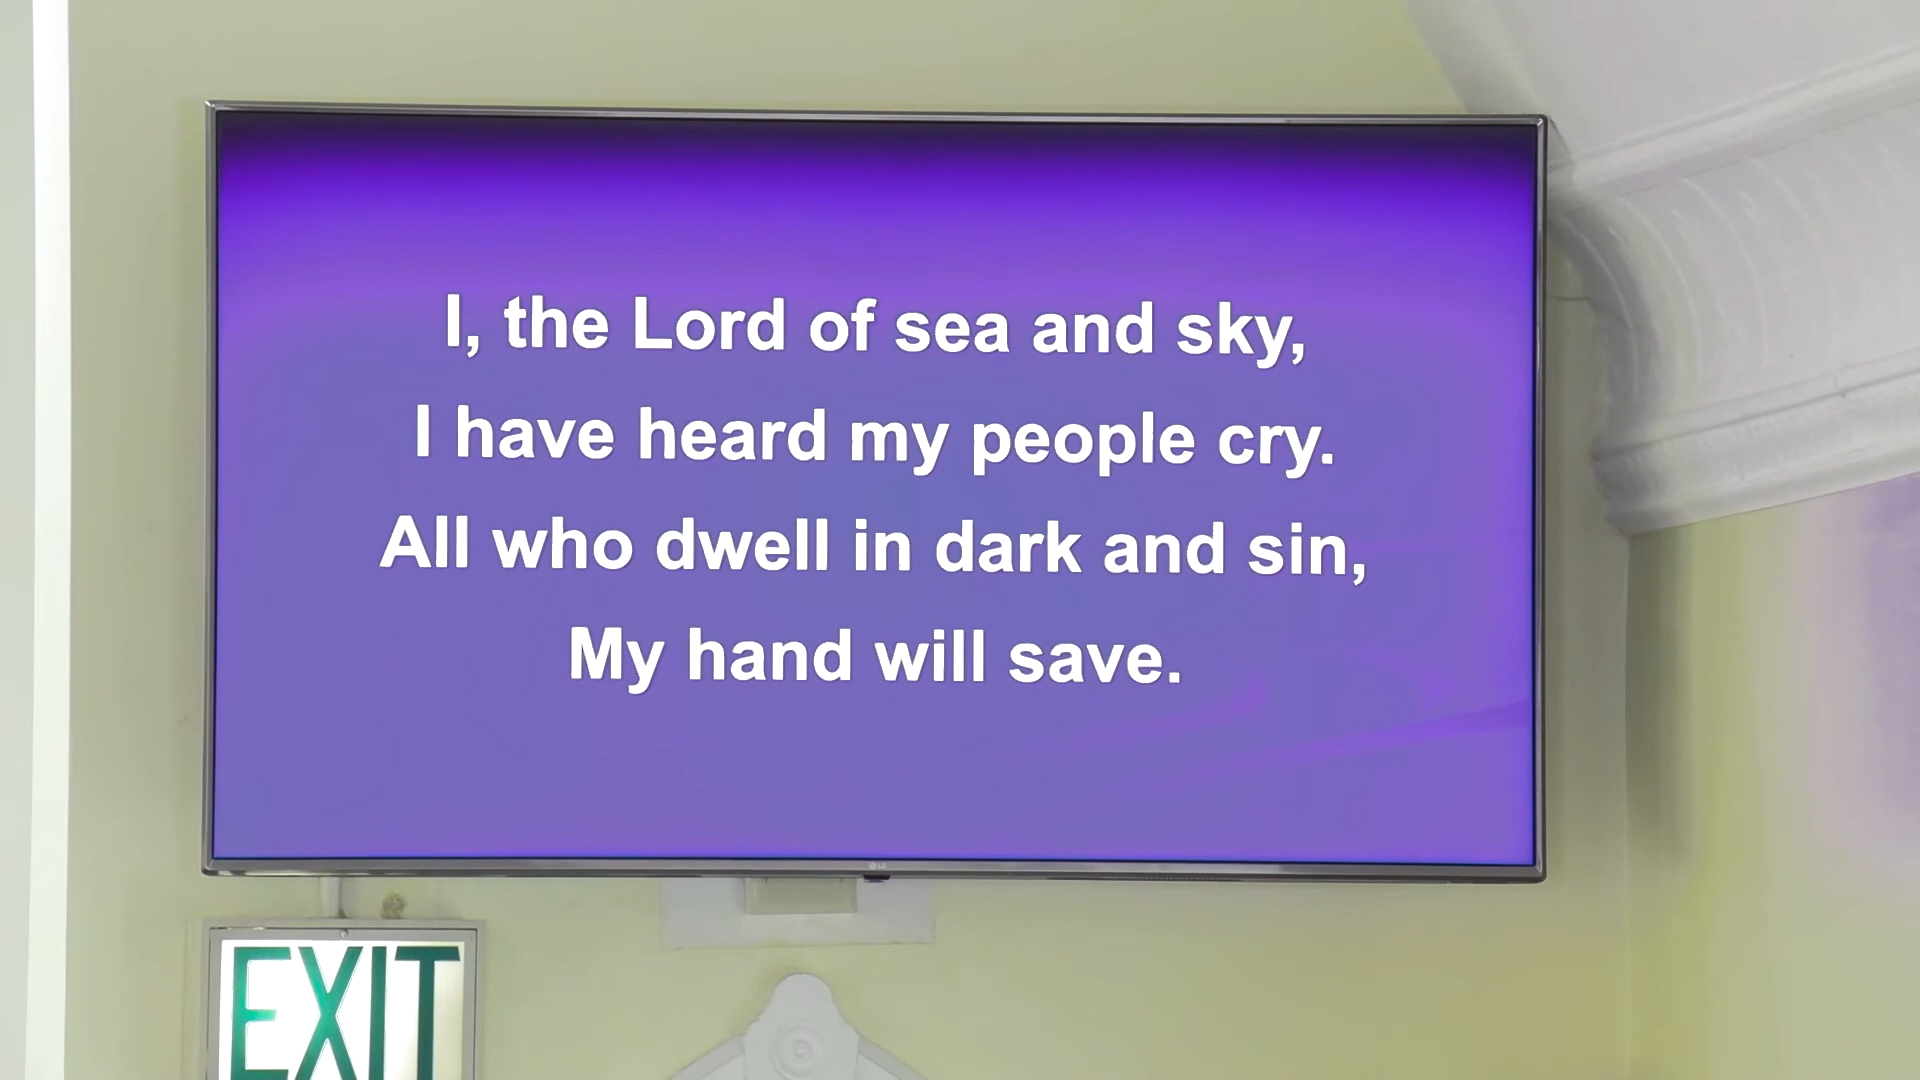 I, the Lord of sea and sky,
I have heard my people cry.
All who dwell in dark and sin,
My hand will save.
LG
EXIT